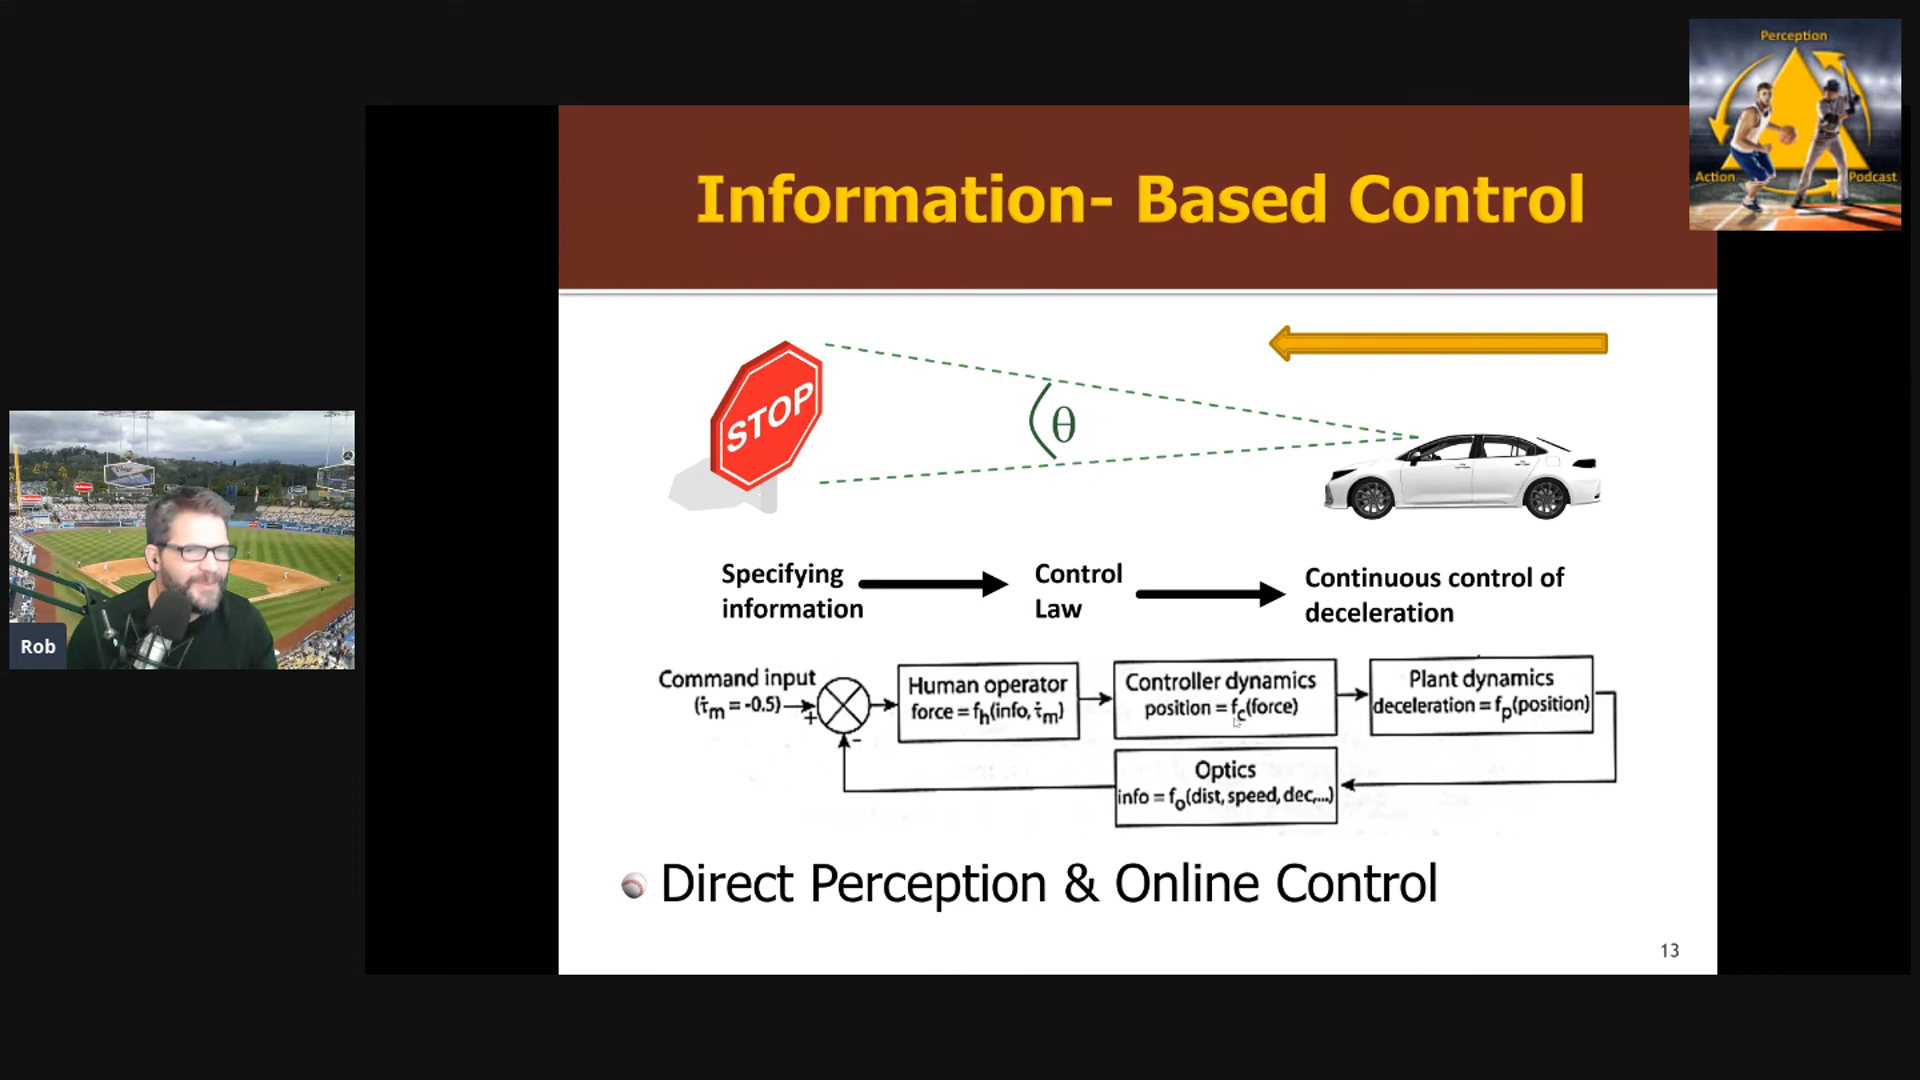 Perception
Action
Podcast
Information- Based Control
STOP
θ
Specifying
information
Control
Law
Continuous control of
deceleration
Command input
(τ̇m = -0.5)
+
-
Human operator
force = fh(info, τ̇m)
Controller dynamics
position = fc(force)
Plant dynamics
deceleration = fp(position)
Optics
info = fo(dist, speed, dec,...)
Direct Perception & Online Control
13
Rob